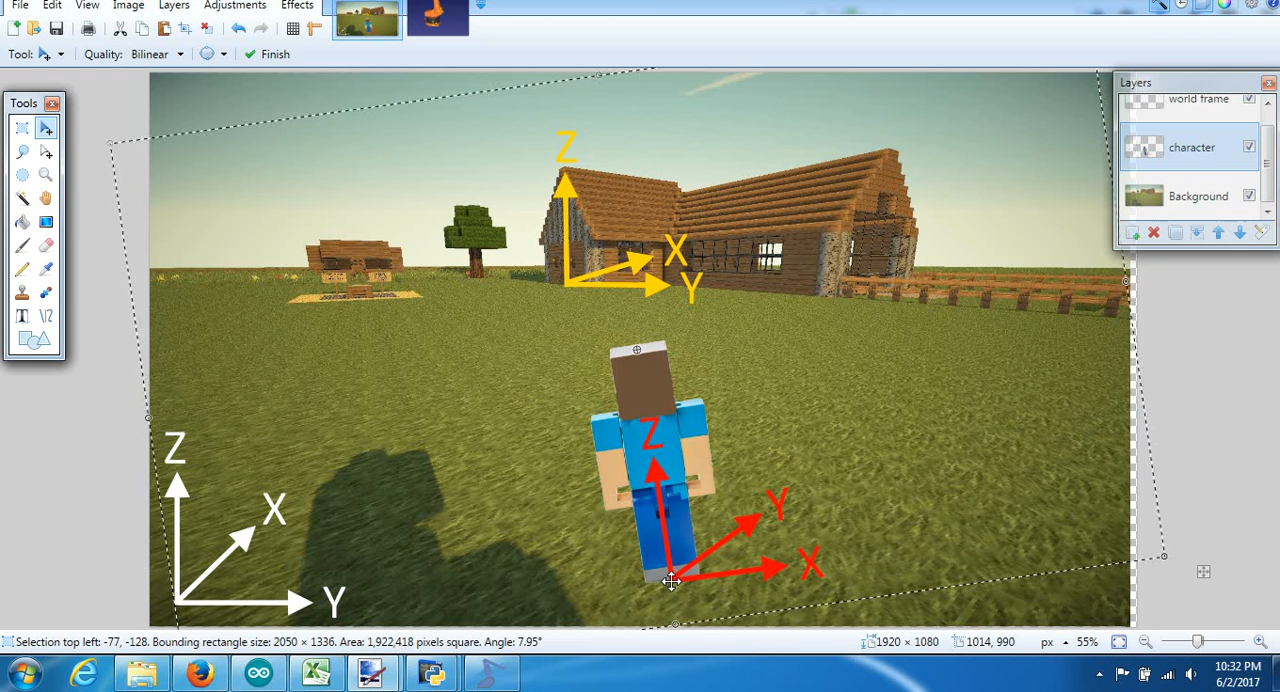 File Edit View Image Layers Adjustments Effects
Tool: Quality: Bilinear Finish
Tools
Layers
world frame
character
Background
Z
X
Y
Z
Y
X
Z
X
Y
Selection top left: -77, -128. Bounding rectangle size: 2050 × 1336. Area: 1,922,418 pixels square. Angle: 7.95° 1920 × 1080 1014, 990 px 55%
10:32 PM
6/2/2017